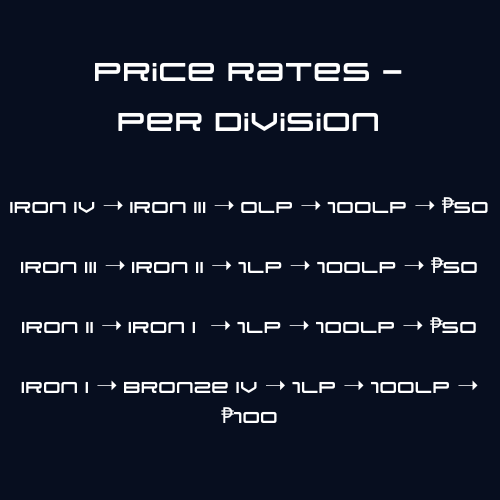 PRiCE RATES –
PER DiViSiON
IRON IV → IRON III → 0LP → 100LP → ₱50
IRON III → IRON II → 1LP → 100LP → ₱50
IRON II → IRON I → 1LP → 100LP → ₱50
IRON I → BRONZE IV → 1LP → 100LP →
₱100